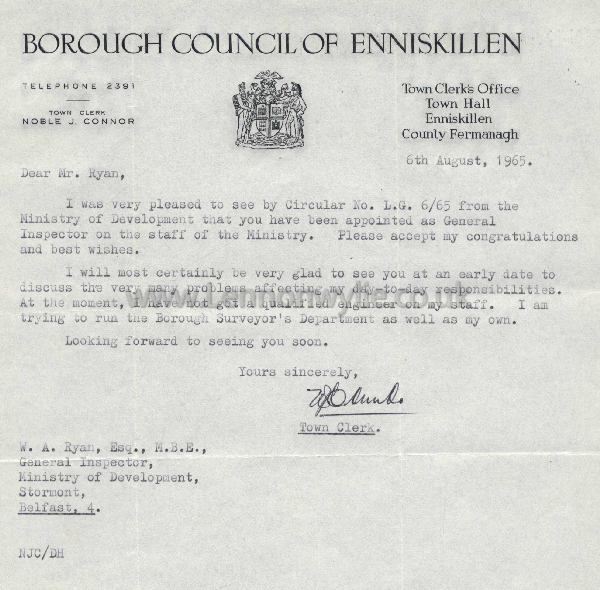 BOROUGH COUNCIL OF ENNISKILLEN
TELEPHONE 2391
TOWN CLERK
NOBLE J. CONNOR
Town Clerk's Office
Town Hall
Enniskillen
County Fermanagh
6th August, 1965.
Dear Mr. Ryan,
I was very pleased to see by Circular No. L.G. 6/65 from the
Ministry of Development that you have been appointed as General
Inspector on the staff of the Ministry. Please accept my congratulations
and best wishes.
I will most certainly be very glad to see you at an early date to
discuss the very many problems affecting my day-to-day responsibilities.
At the moment, I have not got a qualified engineer on my staff. I am
trying to run the Borough Surveyor's Department as well as my own.
Looking forward to seeing you soon.
Yours sincerely,
Town Clerk.
W. A. Ryan, Esq., M.B.E.,
General Inspector,
Ministry of Development,
Stormont,
Belfast, 4.
NJC/DH